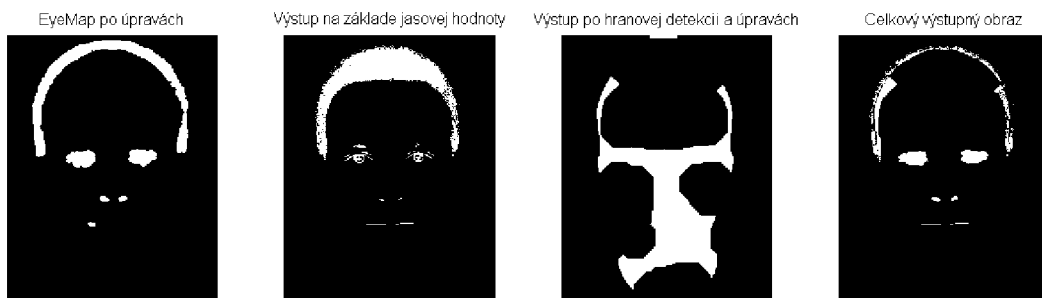 EyeMap po úpravách
Výstup na základe jasovej hodnoty
Výstup po hranovej detekcii a úpravách
Celkový výstupný obraz